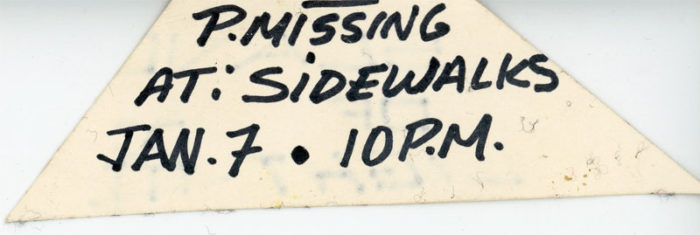 P.MISSING
AT: SIDEWALKS
JAN.7 • 10P.M.